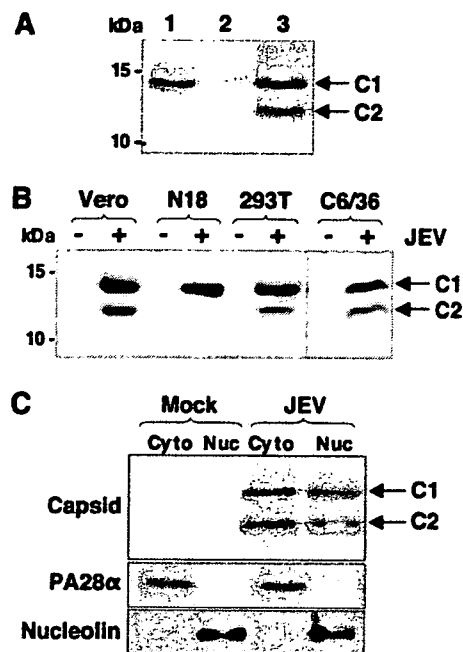 A kDa 1 2 3
15
C1
C2
10
B Vero N18 293T C6/36
kDa - + - + - + - + JEV
15
C1
C2
10
C Mock JEV
Cyto Nuc Cyto Nuc
Capsid
C1
C2
PA28α
Nucleolin